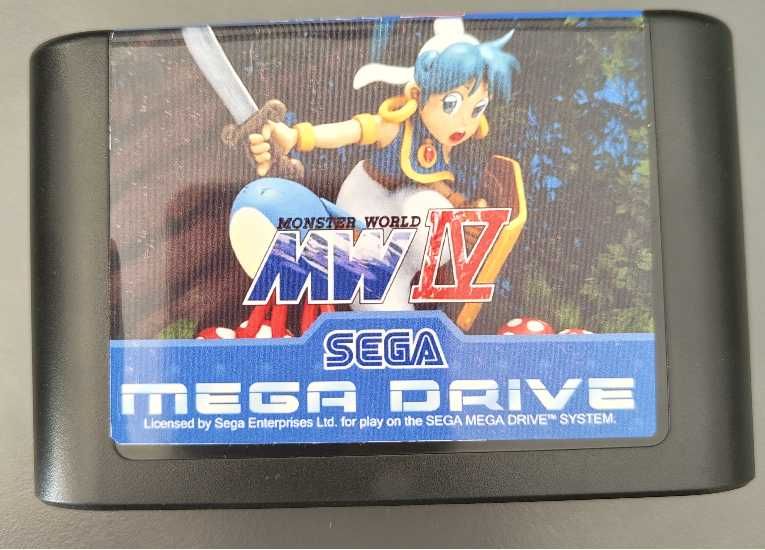 MONSTER WORLD
MW IV
SEGA
MEGA DRIVE
Licensed by Sega Enterprises Ltd. for play on the SEGA MEGA DRIVE™ SYSTEM.